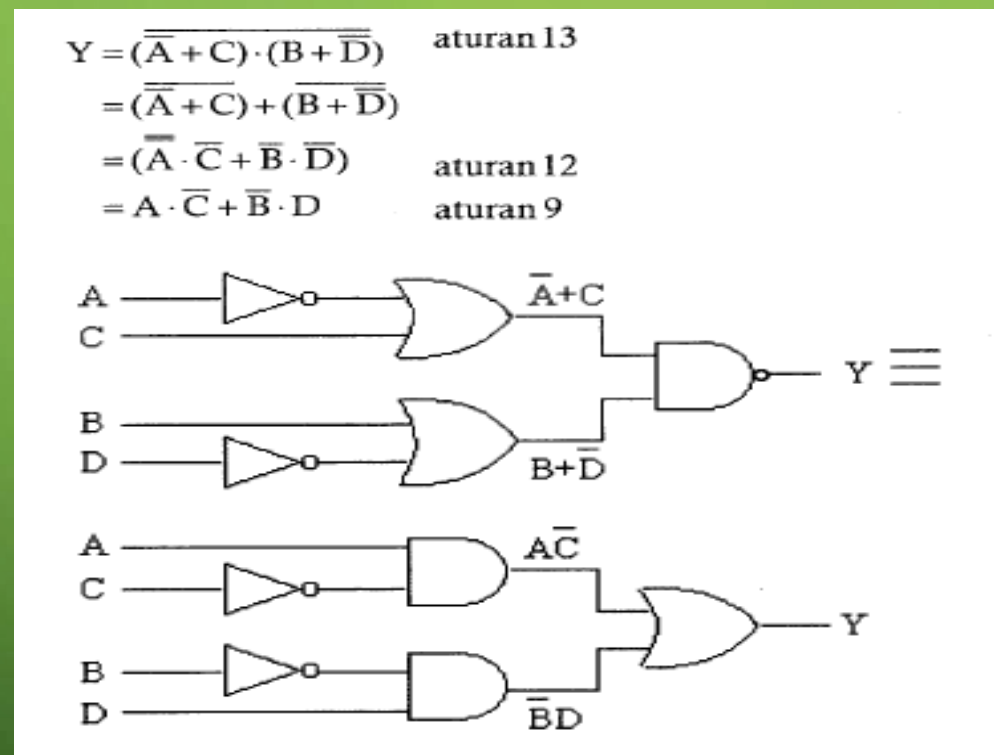 Y = (A̿ + C̅) · (B̅ + D̿) aturan 13
= (A̿ + C̅) + (B̅ + D̿)
= (A̿ · C̅ + B̅ · D̿) aturan 12
= A · C̅ + B̅ · D aturan 9
A
C
A̅+C
Y ≡
B
D
B+D̅
A
C
AC̅
Y
B
D
B̅D